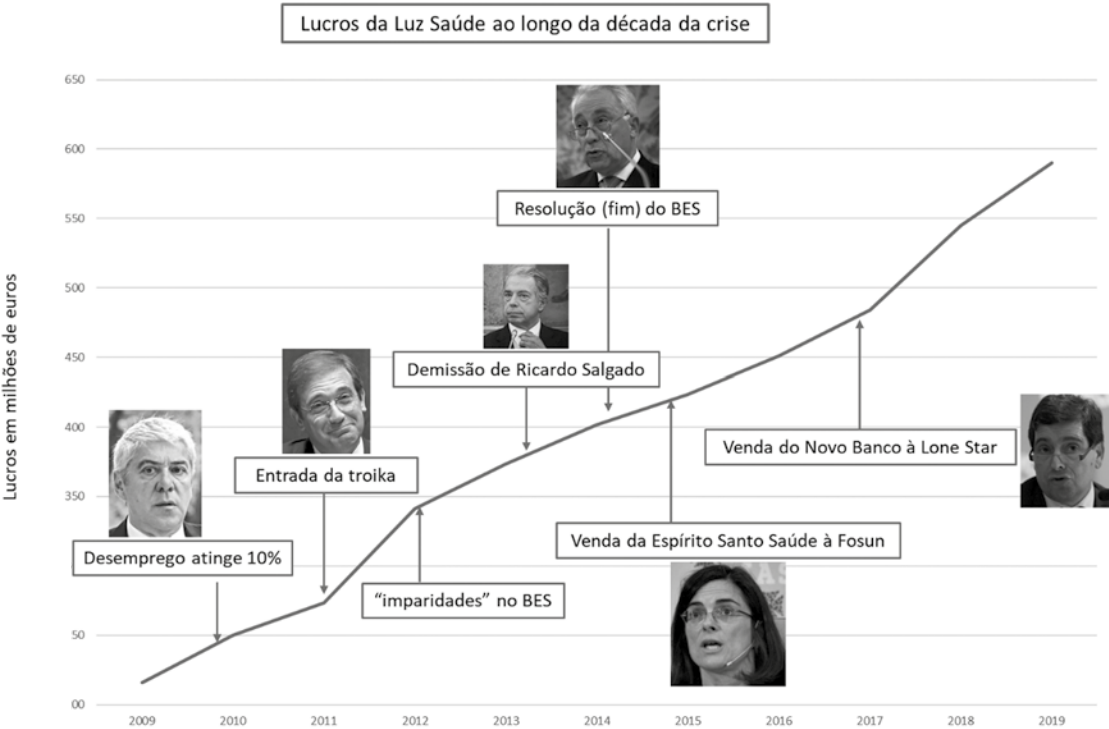 Lucros da Luz Saúde ao longo da década da crise
Lucros em milhões de euros
650
600
550
500
450
400
350
50
00
Resolução (fim) do BES
Demissão de Ricardo Salgado
Entrada da troika
Venda do Novo Banco à Lone Star
Desemprego atinge 10%
Venda da Espírito Santo Saúde à Fosun
“imparidades” no BES
2009
2010
2011
2012
2013
2014
2015
2016
2017
2018
2019